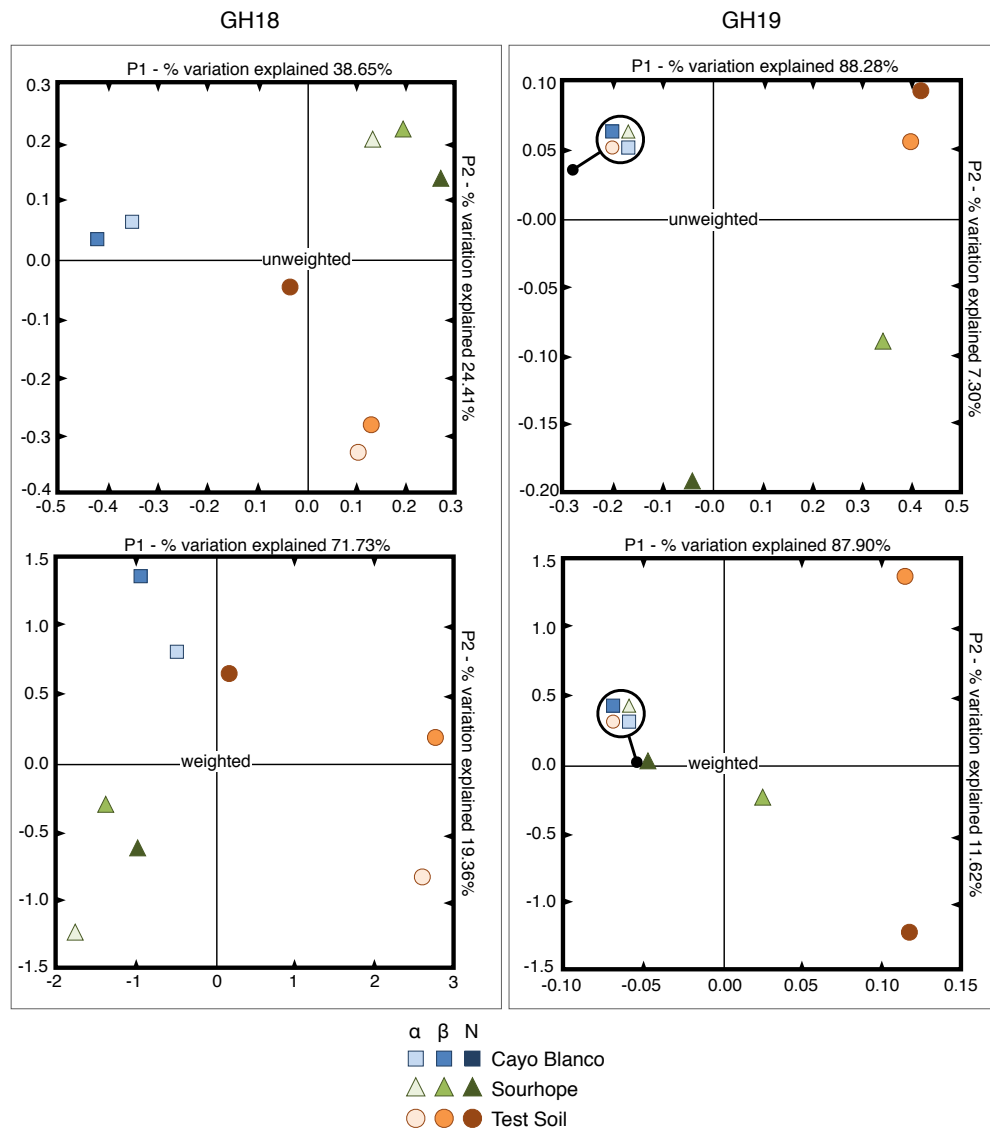 GH18
GH19
P1 - % variation explained 38.65%
0.3
0.2
0.1
0.0
-0.1
-0.2
-0.3
-0.4
unweighted
P2 - % variation explained 24.41%
-0.5 -0.3 -0.2 -0.2 -0.1 0.0 0.1 0.2 0.3
P1 - % variation explained 88.28%
0.10
0.05
-0.00
-0.05
-0.10
-0.15
-0.20
unweighted
P2 - % variation explained 7.30%
-0.3 -0.2 -0.1 -0.0 0.1 0.2 0.3 0.4 0.5
P1 - % variation explained 71.73%
1.5
1.0
0.5
0.0
-0.5
-1.0
-1.5
weighted
P2 - % variation explained 19.36%
-2 -1 0 1 2 3
P1 - % variation explained 87.90%
1.5
1.0
0.5
0.0
-0.5
-1.0
-1.5
weighted
P2 - % variation explained 11.62%
-0.10 -0.05 0.00 0.05 0.10 0.15
α β N
Cayo Blanco
Sourhope
Test Soil